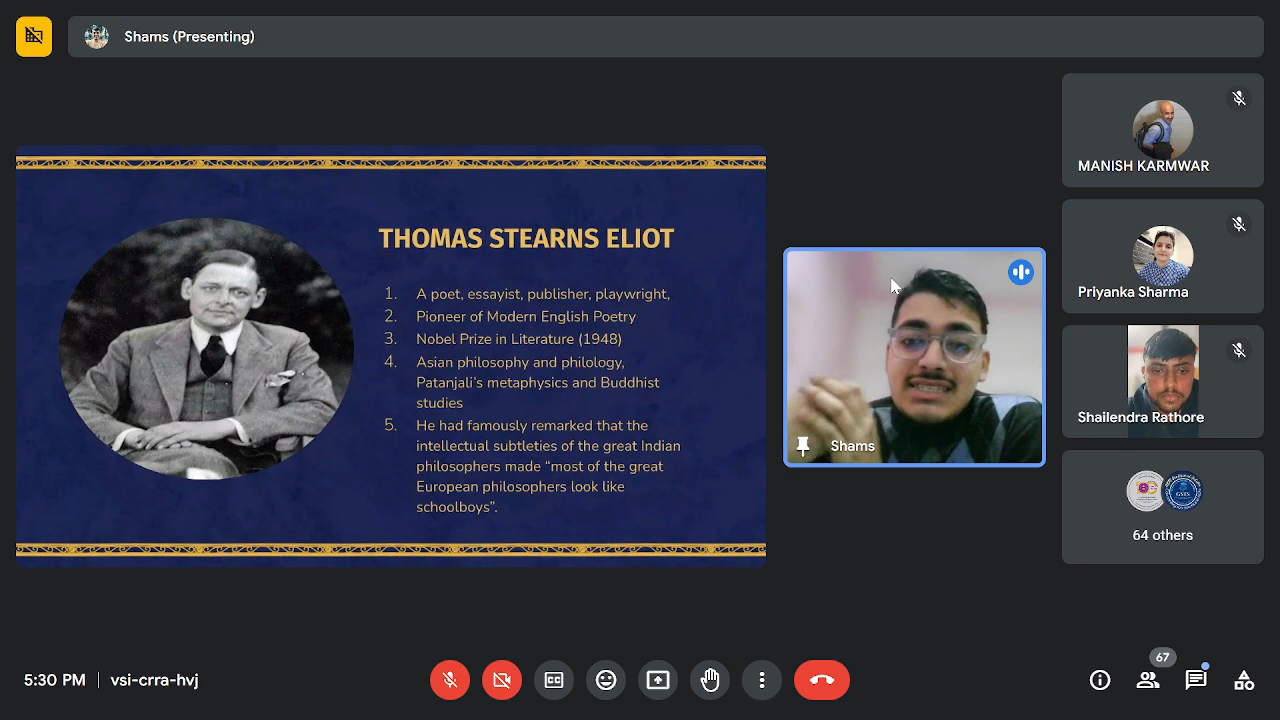 Shams (Presenting)
THOMAS STEARNS ELIOT
1. A poet, essayist, publisher, playwright,
2. Pioneer of Modern English Poetry
3. Nobel Prize in Literature (1948)
4. Asian philosophy and philology,
Patanjali's metaphysics and Buddhist
studies
5. He had famously remarked that the
intellectual subtleties of the great Indian
philosophers made “most of the great
European philosophers look like
schoolboys”.
Shams
MANISH KARMWAR
Priyanka Sharma
Shailendra Rathore
GSTS
64 others
5:30 PM | vsi-crra-hvj
CC
67